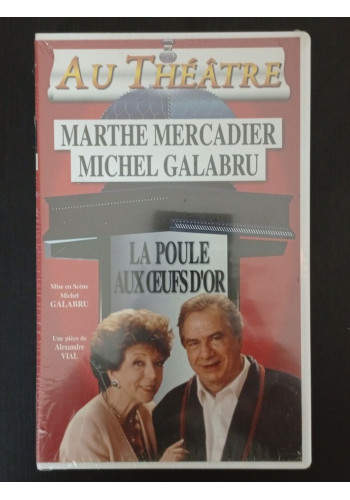 AU THÉÂTRE
MARTHE MERCADIER
MICHEL GALABRU
LA POULE
AUX ŒUFS D'OR
Mise en Scène
Michel
GALABRU
Une pièce de
Alexandre
VIAL